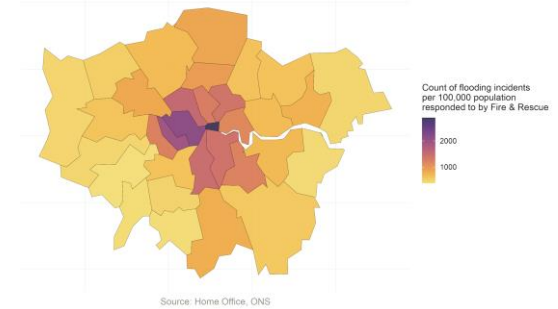 Count of flooding incidents
per 100,000 population
responded to by Fire & Rescue
2000
1000
Source: Home Office, ONS